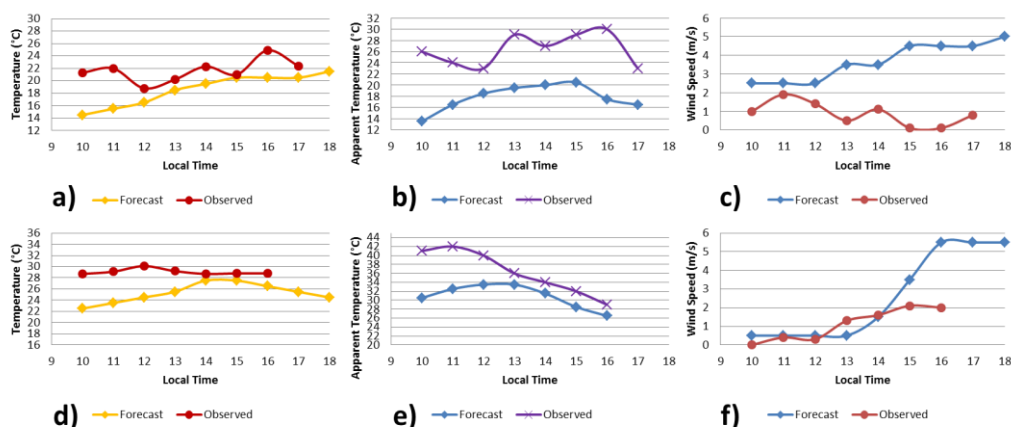 Temperature (°C)
30
28
26
24
22
20
18
16
14
12
9 10 11 12 13 14 15 16 17 18
Local Time
a) Forecast Observed
Apparent Temperature (°C)
32
28
24
20
16
12
9 10 11 12 13 14 15 16 17 18
Local Time
b) Forecast Observed
Wind Speed (m/s)
6
5
4
3
2
1
0
9 10 11 12 13 14 15 16 17 18
Local Time
c) Forecast Observed
Temperature (°C)
36
34
32
30
28
26
24
22
20
18
16
9 10 11 12 13 14 15 16 17 18
Local Time
d) Forecast Observed
Apparent Temperature (°C)
44
42
40
38
36
34
32
30
28
26
24
22
20
9 10 11 12 13 14 15 16 17 18
Local Time
e) Forecast Observed
Wind Speed (m/s)
6
5
4
3
2
1
0
9 10 11 12 13 14 15 16 17 18
Local Time
f) Forecast Observed